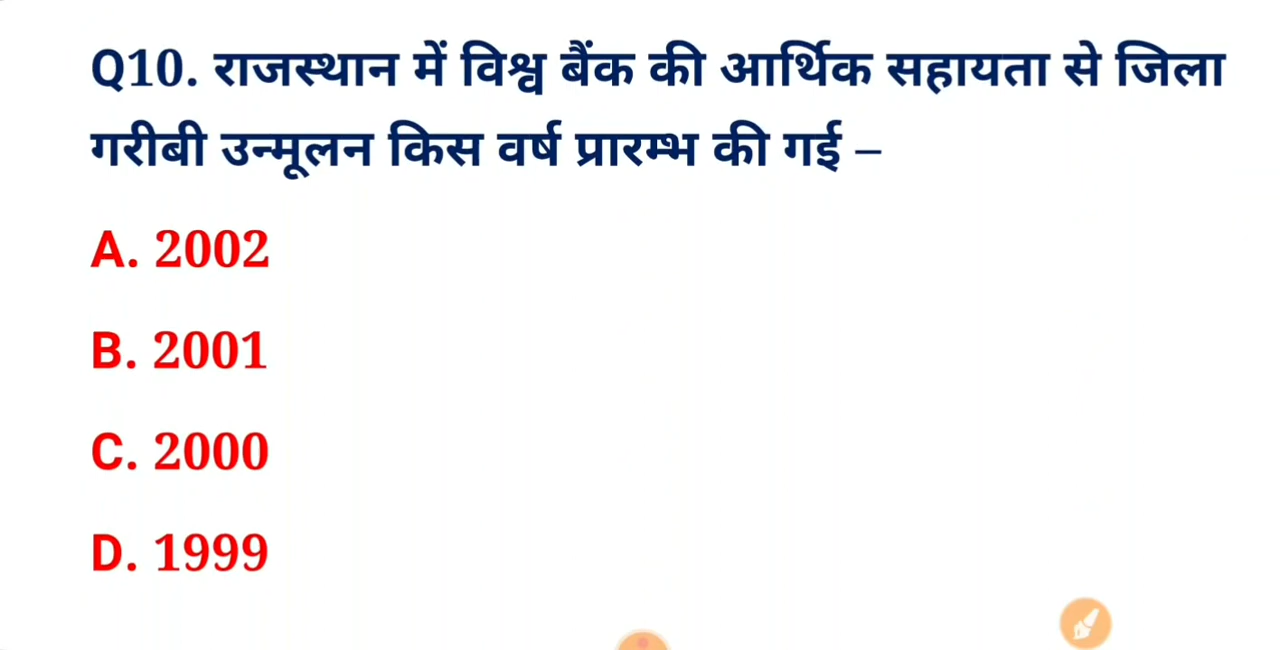 Q10. राजस्थान में विश्व बैंक की आर्थिक सहायता से जिला
गरीबी उन्मूलन किस वर्ष प्रारम्भ की गई –
A. 2002
B. 2001
C. 2000
D. 1999